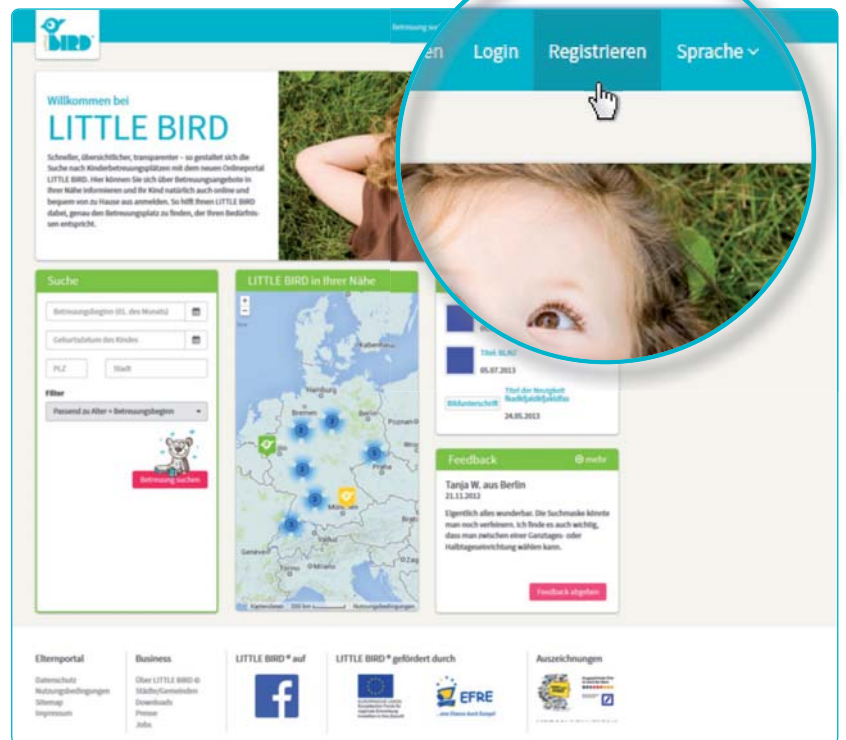 BIRD
Betreuung
Login
Registrieren
Sprache
Willkommen bei
LITTLE BIRD
Schneller, übersichtlicher, transparenter – so gestaltet sich die
Suche nach Kinderbetreuungsplätzen mit dem neuen Onlineportal
LITTLE BIRD. Hier können Sie sich über Betreuungsangebote in
Ihrer Nähe informieren und Ihr Kind natürlich auch online und
bequem von zu Hause aus anmelden. So hilft Ihnen LITTLE BIRD
dabei, genau den Betreuungsplatz zu finden, der Ihren Bedürfnis-
sen entspricht.
Suche
Betreuungsbeginn (01. des Monats)
Geburtsdatum des Kindes
PLZ
Stadt
Filter
Passend zu Alter + Betreuungsbeginn
Betreuung suchen
LITTLE BIRD in Ihrer Nähe
Hamburg
Bremen
Berlin
Praha
München
Vaduz
Torino
Milano
Kartendaten
Nutzungsbedingungen
Titel: BLNZ
05.07.2013
Titel der Neuigkeit
Bildunterschrift
24.05.2013
Feedback
mehr
Tanja W. aus Berlin
21.11.2012
Eigentlich alles wunderbar. Die Suchmaske könnte
man noch verfeinern. Ich finde es auch wichtig,
dass man zwischen einer Ganztages- oder
Halbtageseinrichtung wählen kann.
Feedback abgeben
Elternportal
Datenschutz
Nutzungsbedingungen
Sitemap
Impressum
Business
Über LITTLE BIRD ©
Städte/Gemeinden
Downloads
Presse
Jobs
LITTLE BIRD ® auf
LITTLE BIRD ® gefördert durch
EFRE
Auszeichnungen